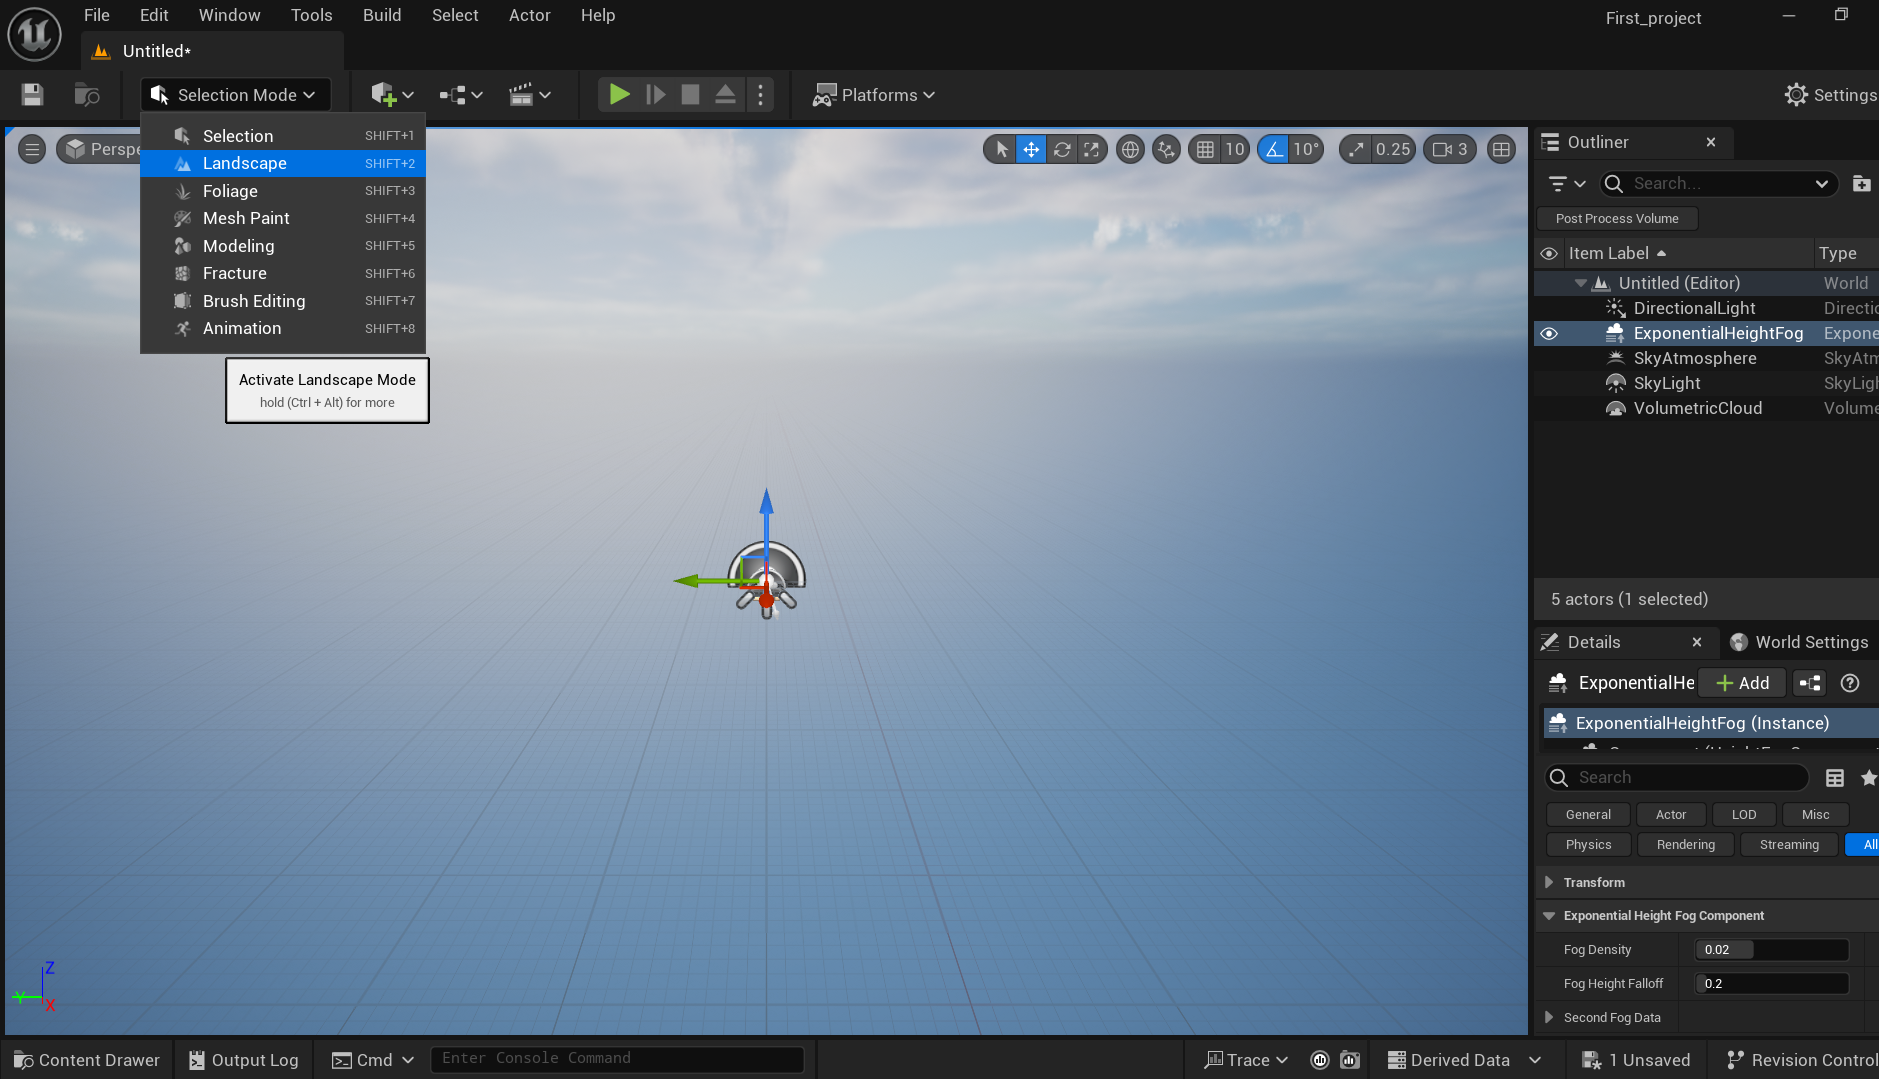 File Edit Window Tools Build Select Actor Help
First_project
Untitled*
Selection Mode
Platforms
Settings
Selection SHIFT+1
Landscape SHIFT+2
Foliage SHIFT+3
Mesh Paint SHIFT+4
Modeling SHIFT+5
Fracture SHIFT+6
Brush Editing SHIFT+7
Animation SHIFT+8
Activate Landscape Mode
hold (Ctrl + Alt) for more
Perspe
10 10° 0.25 3
Z
Y
X
Outliner
Search...
Post Process Volume
Item Label Type
Untitled (Editor) World
DirectionalLight Directio
ExponentialHeightFog Expone
SkyAtmosphere SkyAtm
SkyLight SkyLigh
VolumetricCloud Volume
5 actors (1 selected)
Details World Settings
ExponentialHe Add
ExponentialHeightFog (Instance)
Search
General Actor LOD Misc
Physics Rendering Streaming All
Transform
Exponential Height Fog Component
Fog Density 0.02
Fog Height Falloff 0.2
Second Fog Data
Content Drawer Output Log Cmd Enter Console Command Trace Derived Data 1 Unsaved Revision Control